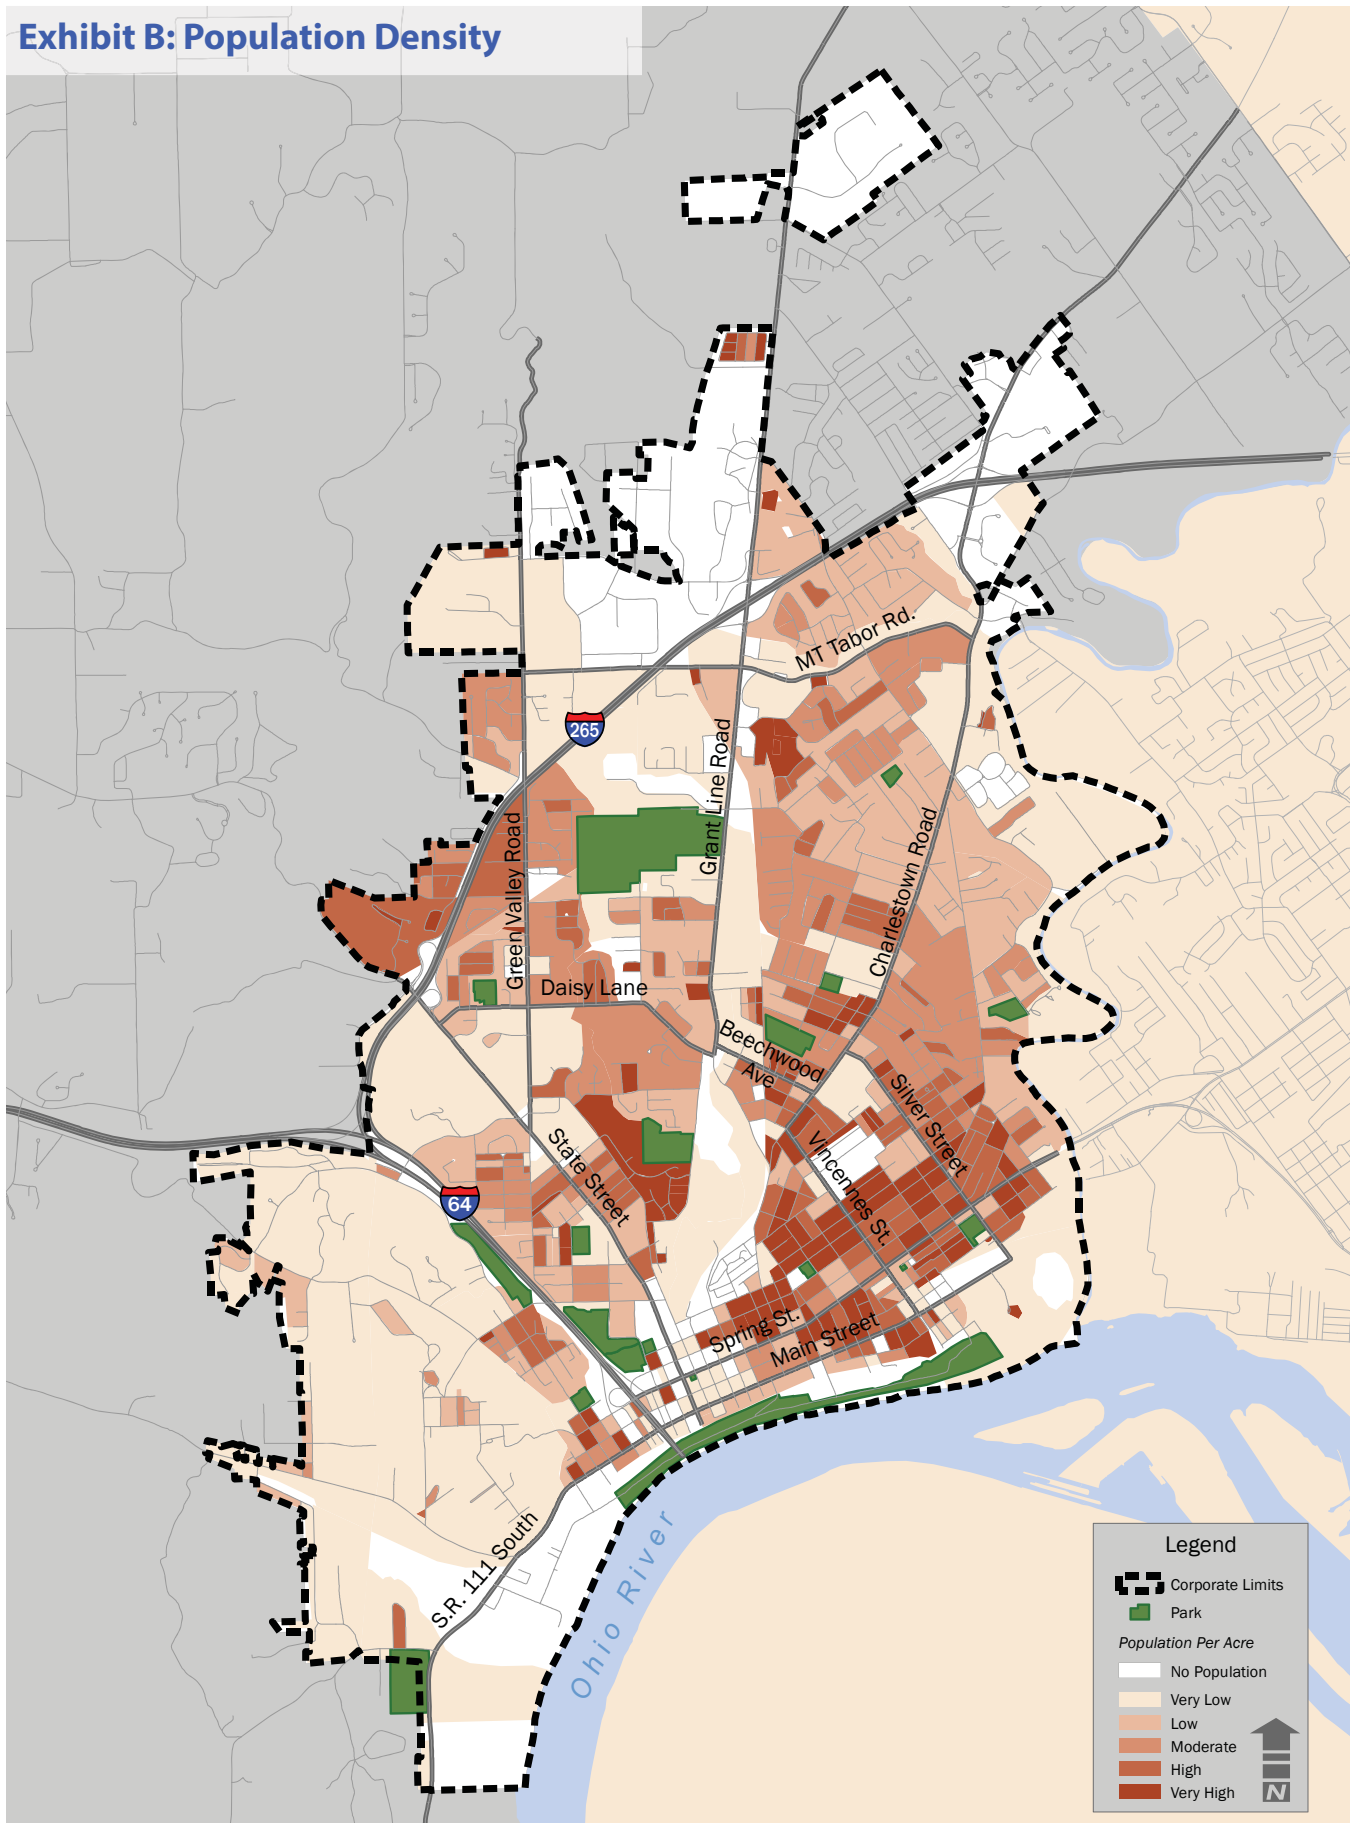 Exhibit B: Population Density
MT Tabor Rd.
265
Grant Line Road
Green Valley Road
Charlestown Road
Daisy Lane
Beechwood
Ave
Silver Street
State Street
Vincennes St.
64
Spring St.
Main Street
S.R. 111 South
Ohio River
Legend
Corporate Limits
Park
Population Per Acre
No Population
Very Low
Low
Moderate
High
Very High
N